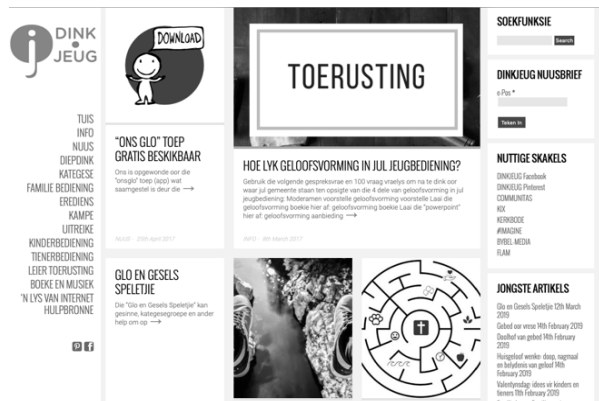 DINK
JEUG
TUIS
INFO
NUUS
DIEPDINK
KATEGESE
FAMILIE BEDIENING
EREDIENS
KAMPE
UITREIKE
KINDERBEDIENING
TIENERBEDIENING
LEIER TOERUSTING
BOEKE EN MUSIEK
'N LYS VAN INTERNET
HULPBRONNE
DOWNLOAD
"ONS GLO" TOEP
GRATIS BESKIKBAAR
Ons is opgewonde oor die
"onsglo" toep (app) wat
saamgestel is deur die →
NUUS - 25th April 2017
GLO EN GESELS
SPELETJIE
Die "Glo en Gesels Speletjie" kan
gesinne, kategesegroepe en ander
help om op →
TOERUSTING
HOE LYK GELOOFSVORMING IN JUL JEUGBEDIENING?
Gebruik die volgende gespreksvrae en 100 vraag vraelys om na te dink oor
waar jul gemeente staan ten opsigte van die 4 dele van geloofsvorming in jul
jeugbediening: Moderamen voorstelle geloofsvorming voorstelle Laai die
geloofsvorming boekie hier af: geloofsvorming boekie Laai die "powerpoint"
hier af: geloofsvorming aanbieding →
INFO - 8th March 2017
SOEKFUNKSIE
Search
DINKJEUG NUUSBRIEF
e-Pos *
Teken In
NUTTIGE SKAKELS
DINKJEUG Facebook
DINKJEUG Pinterest
COMMUNITAS
KIX
KERKBODE
#IMAGINE
BYBEL-MEDIA
FLAM
JONGSTE ARTIKELS
Glo en Gesels Speletjie 12th March
2019
Gebed oor vrese 14th February 2019
Doolhof van gebed 14th February
2019
Huisgeloof wenke: doop, nagmaal
en belydenis van geloof 14th
February 2019
Valentynsdag: idees vir kinders en
tieners 11th February 2019